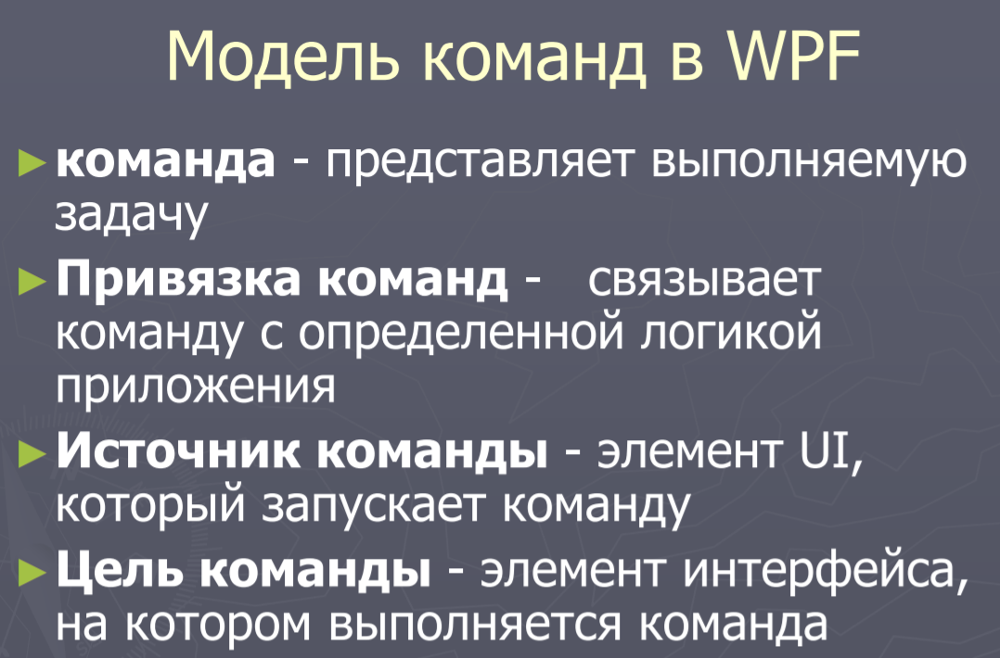 Модель команд в WPF
►команда - представляет выполняемую
задачу
►Привязка команд - связывает
команду с определенной логикой
приложения
►Источник команды - элемент UI,
который запускает команду
►Цель команды - элемент интерфейса,
на котором выполняется команда